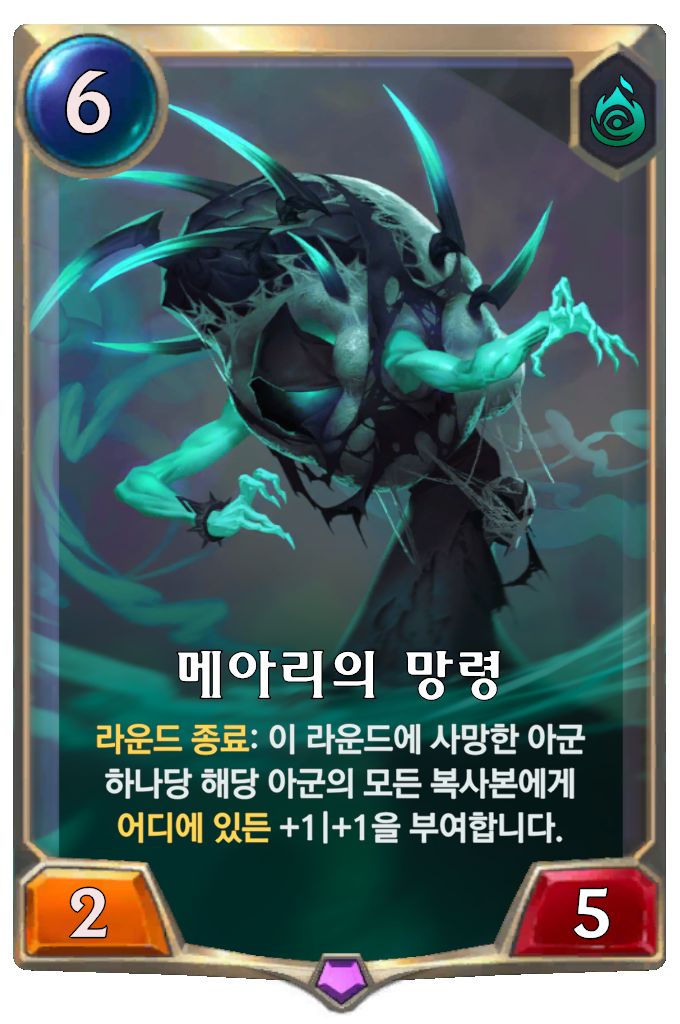 6
메아리의 망령
라운드 종료: 이 라운드에 사망한 아군
하나당 해당 아군의 모든 복사본에게
어디에 있든 +1|+1을 부여합니다.
2
5